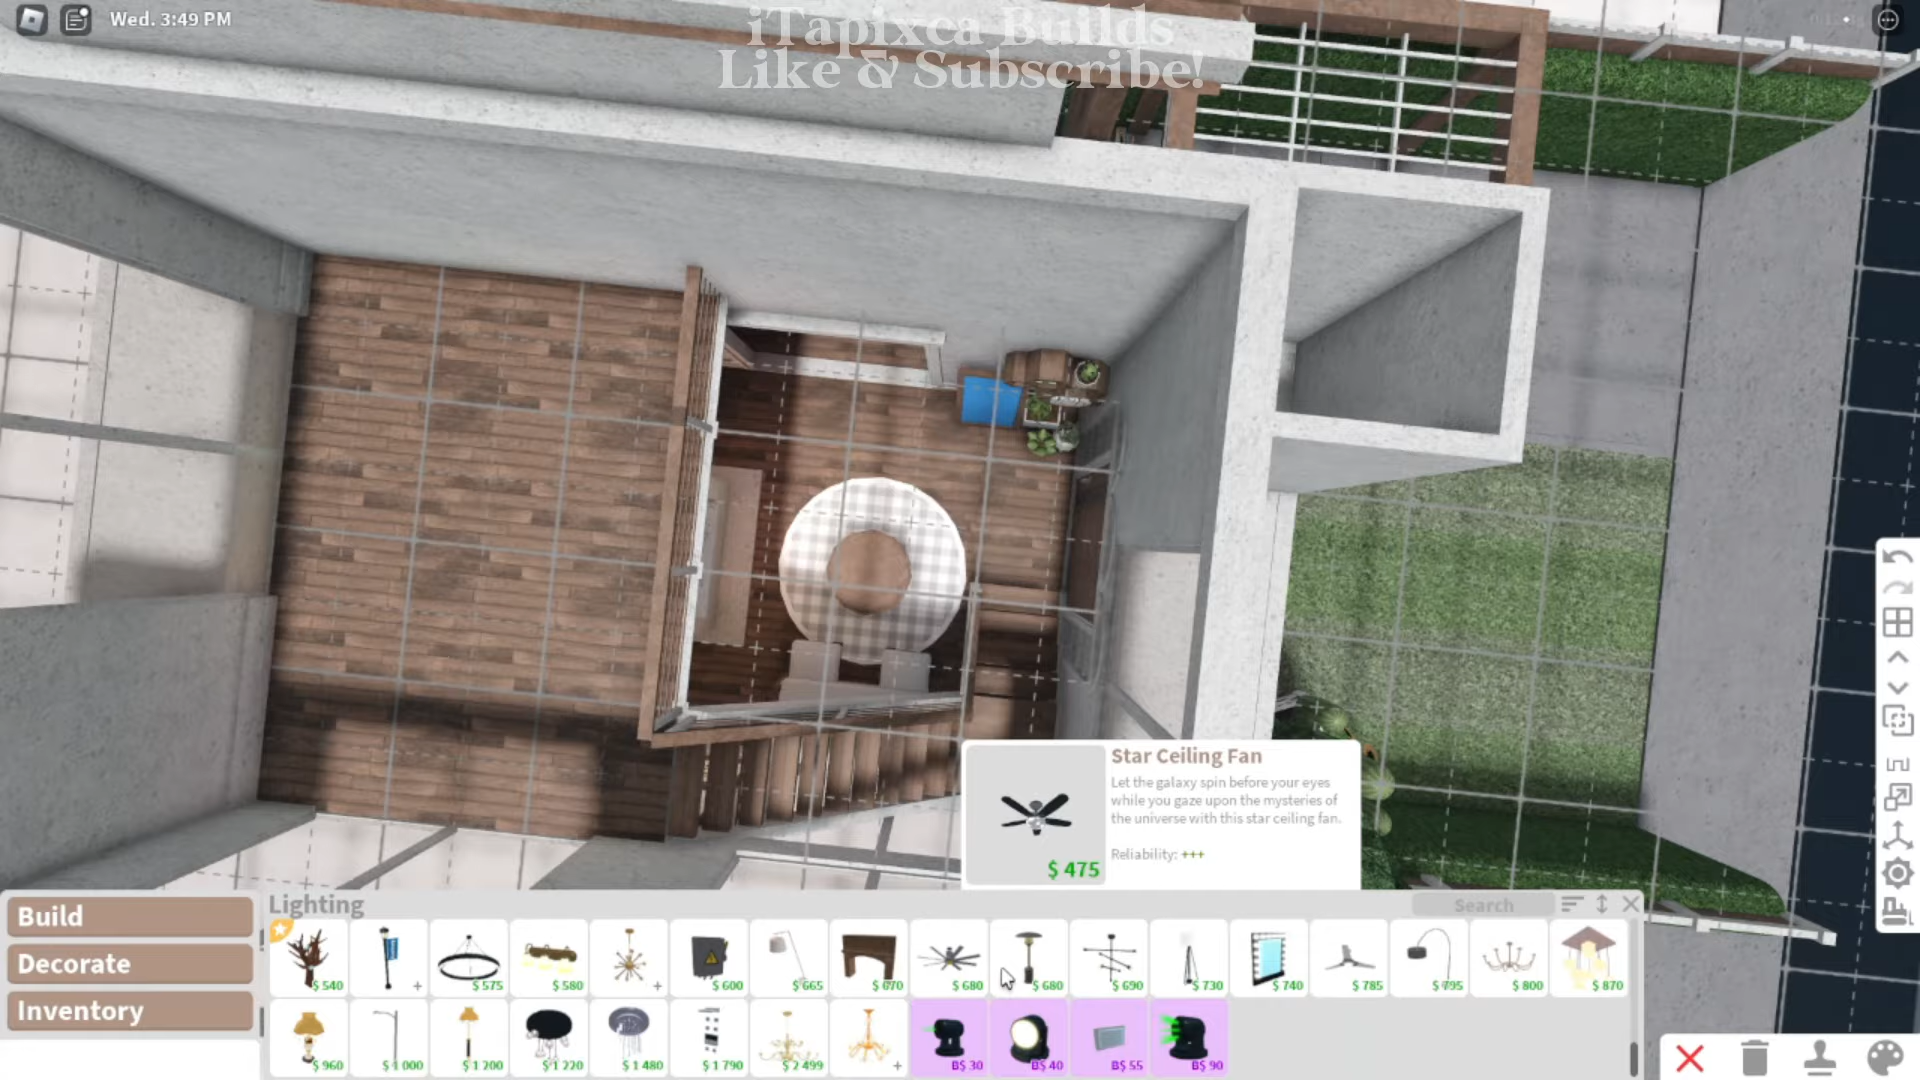 Wed. 3:49 PM
iTapixca Builds
Like & Subscribe!
Star Ceiling Fan
Let the galaxy spin before your eyes
while you gaze upon the mysteries of
the universe with this star ceiling fan.
Reliability: +++
$ 475
Build
Decorate
Inventory
Lighting
Search
$ 540
+
$ 575
$ 580
+
$ 600
$ 665
$ 670
$ 680
$ 680
$ 690
$ 730
$ 740
$ 785
$ 795
$ 800
$ 870
$ 960
$ 1 000
$ 1 200
$ 1 220
$ 1 480
$ 1 790
$ 2 499
+
B$ 30
B$ 40
B$ 55
B$ 90